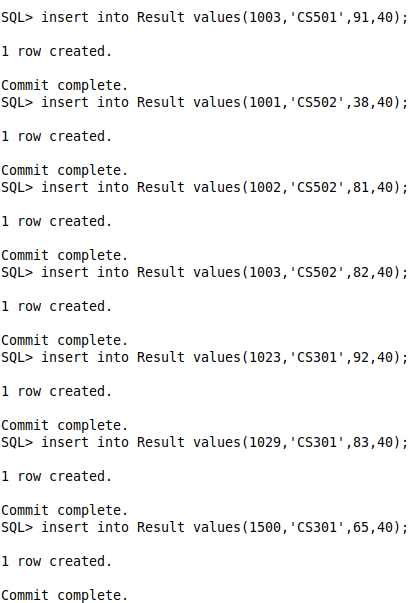 SQL> insert into Result values(1003,'CS501',91,40);
1 row created.
Commit complete.
SQL> insert into Result values(1001,'CS502',38,40);
1 row created.
Commit complete.
SQL> insert into Result values(1002,'CS502',81,40);
1 row created.
Commit complete.
SQL> insert into Result values(1003,'CS502',82,40);
1 row created.
Commit complete.
SQL> insert into Result values(1023,'CS301',92,40);
1 row created.
Commit complete.
SQL> insert into Result values(1029,'CS301',83,40);
1 row created.
Commit complete.
SQL> insert into Result values(1500,'CS301',65,40);
1 row created.
Commit complete.